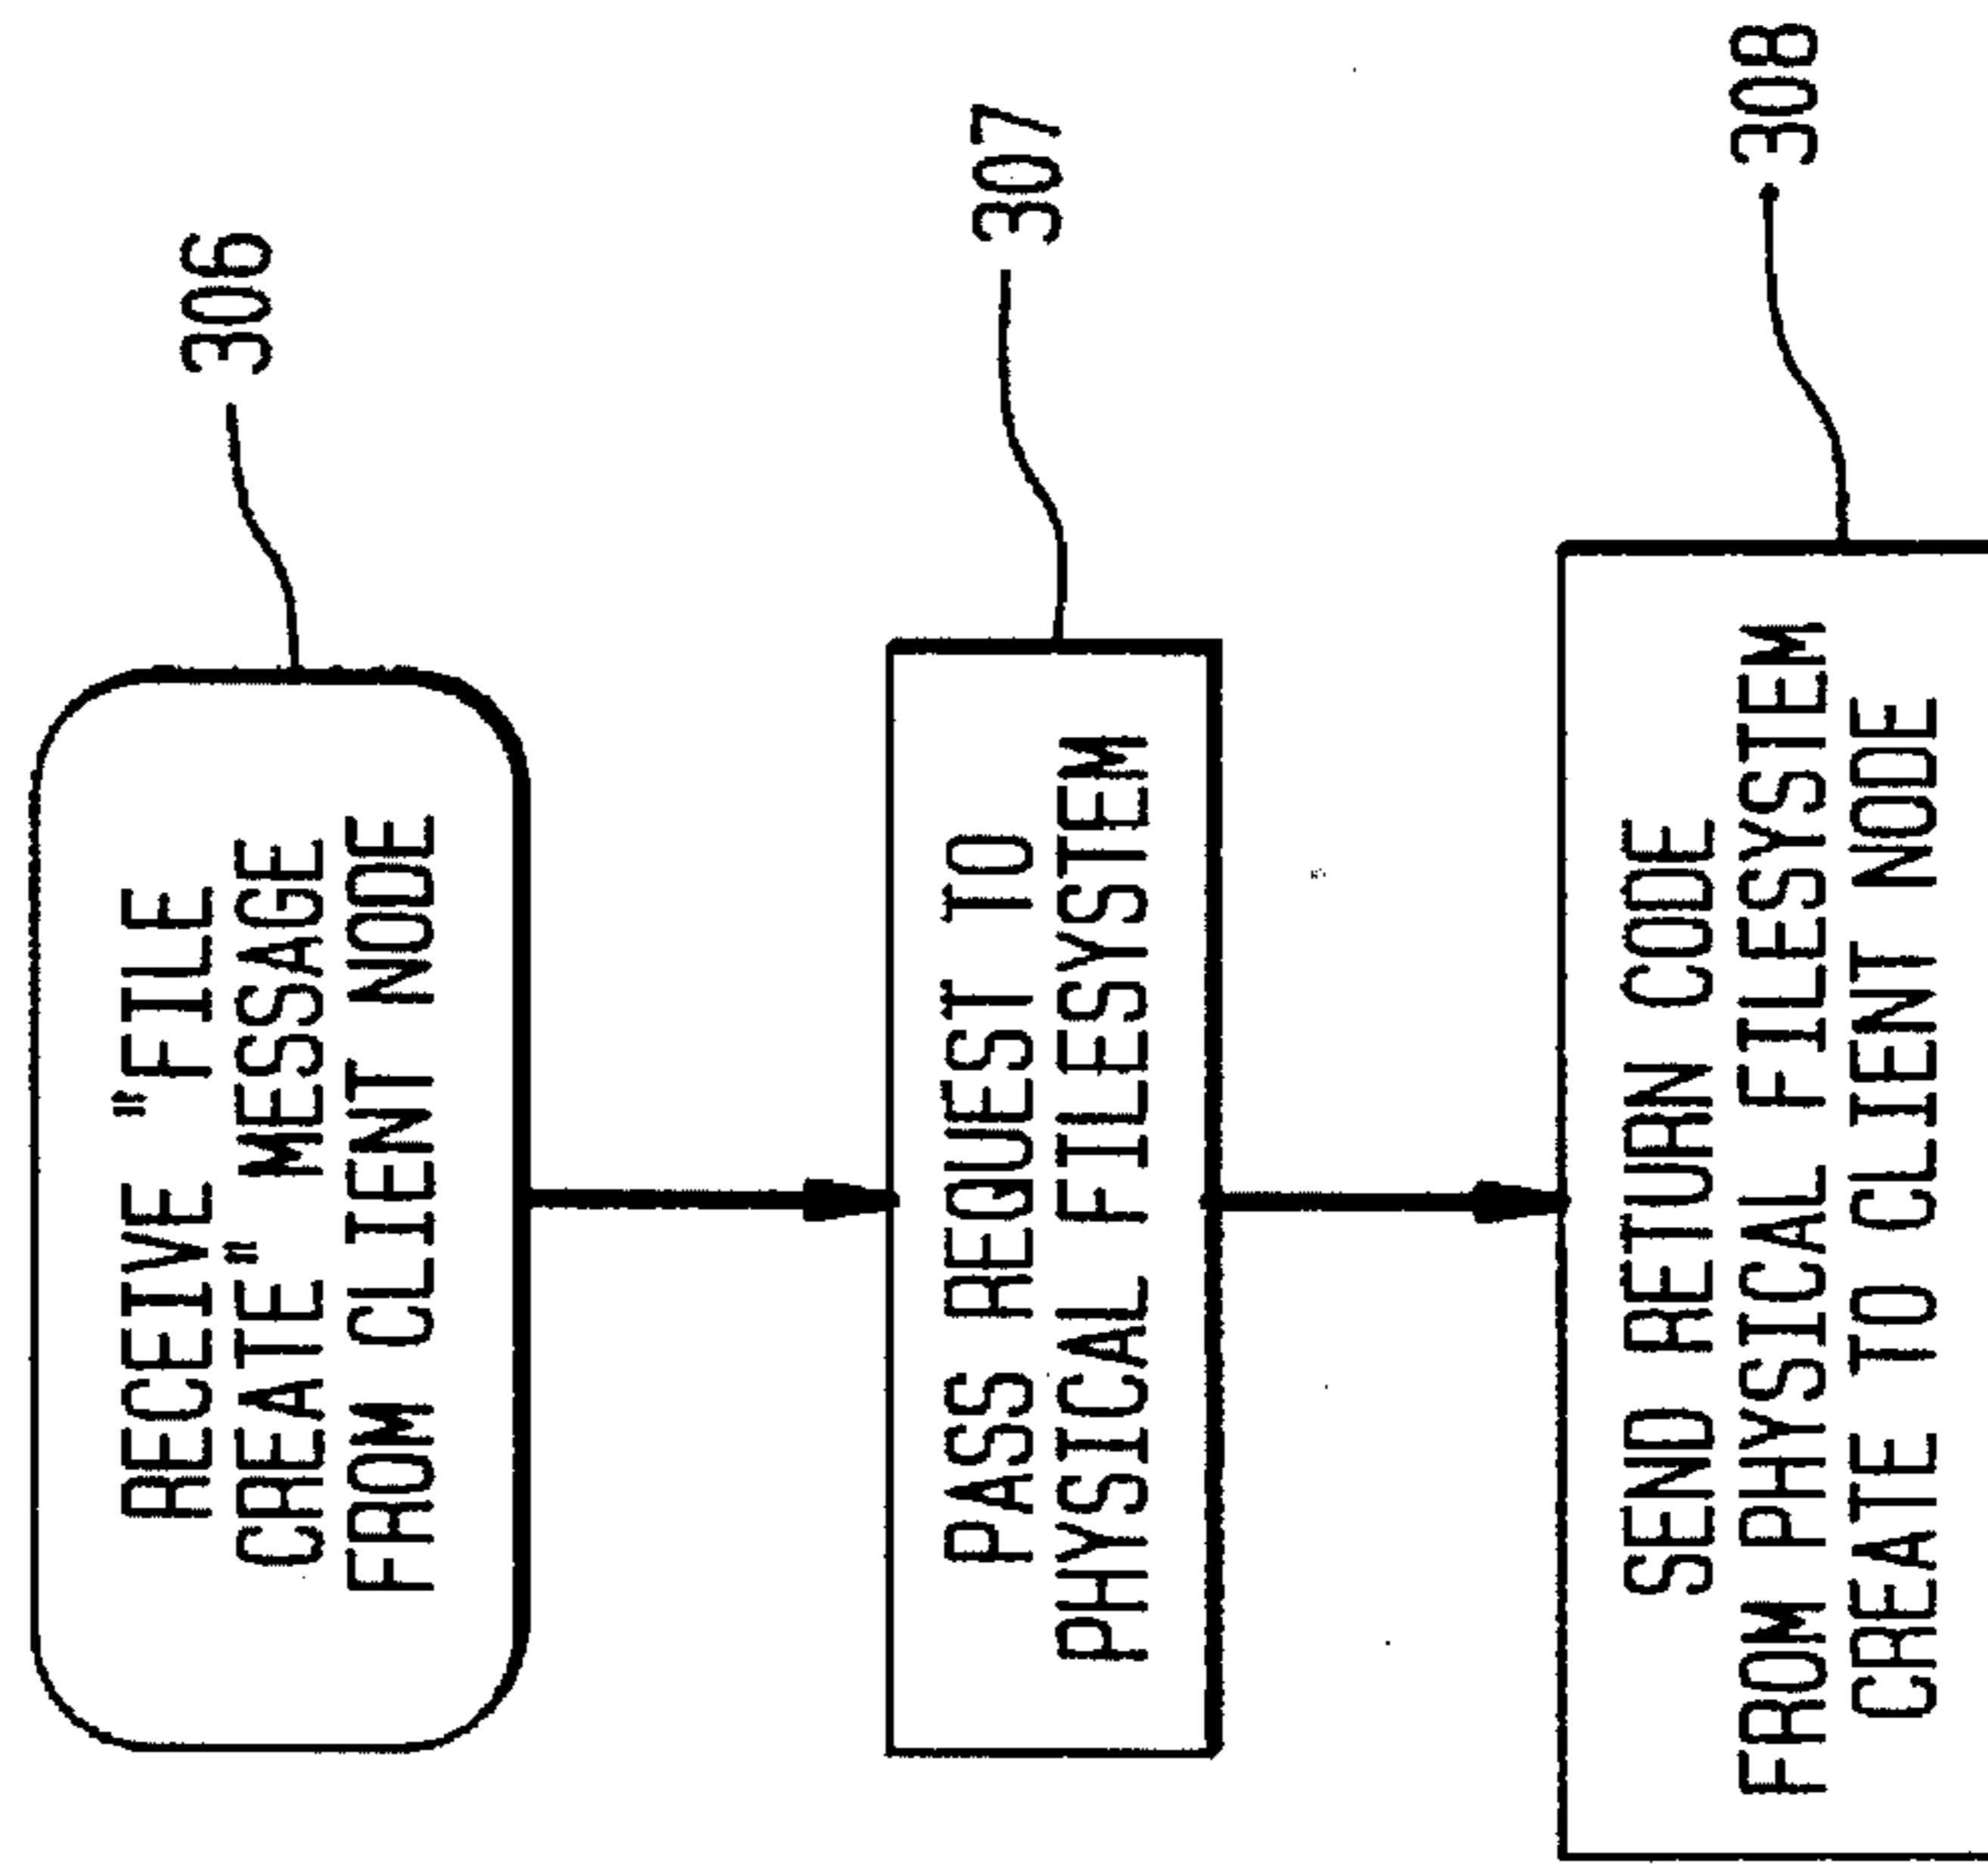 RECEIVE "FILE
CREATE" MESSAGE
FROM CLIENT NODE
306
PASS REQUEST TO
PHYSICAL FILESYSTEM
307
SEND RETURN CODE
FROM PHYSICAL FILESYSTEM
CREATE TO CLIENT NODE
308